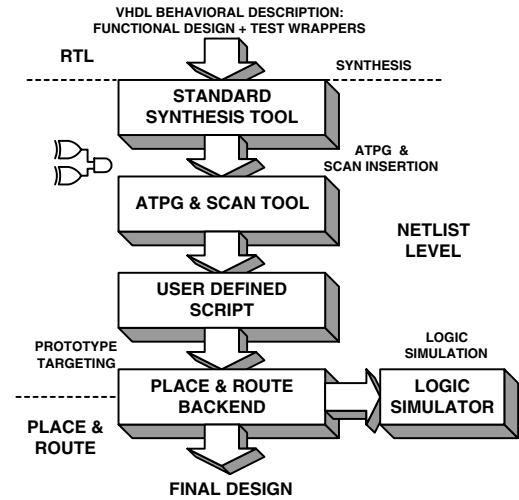 VHDL BEHAVIORAL DESCRIPTION:
FUNCTIONAL DESIGN + TEST WRAPPERS
RTL
SYNTHESIS
STANDARD
SYNTHESIS TOOL
ATPG &
SCAN INSERTION
ATPG & SCAN TOOL
NETLIST
LEVEL
USER DEFINED
SCRIPT
PROTOTYPE
TARGETING
LOGIC
SIMULATION
PLACE & ROUTE
BACKEND
LOGIC
SIMULATOR
PLACE &
ROUTE
FINAL DESIGN